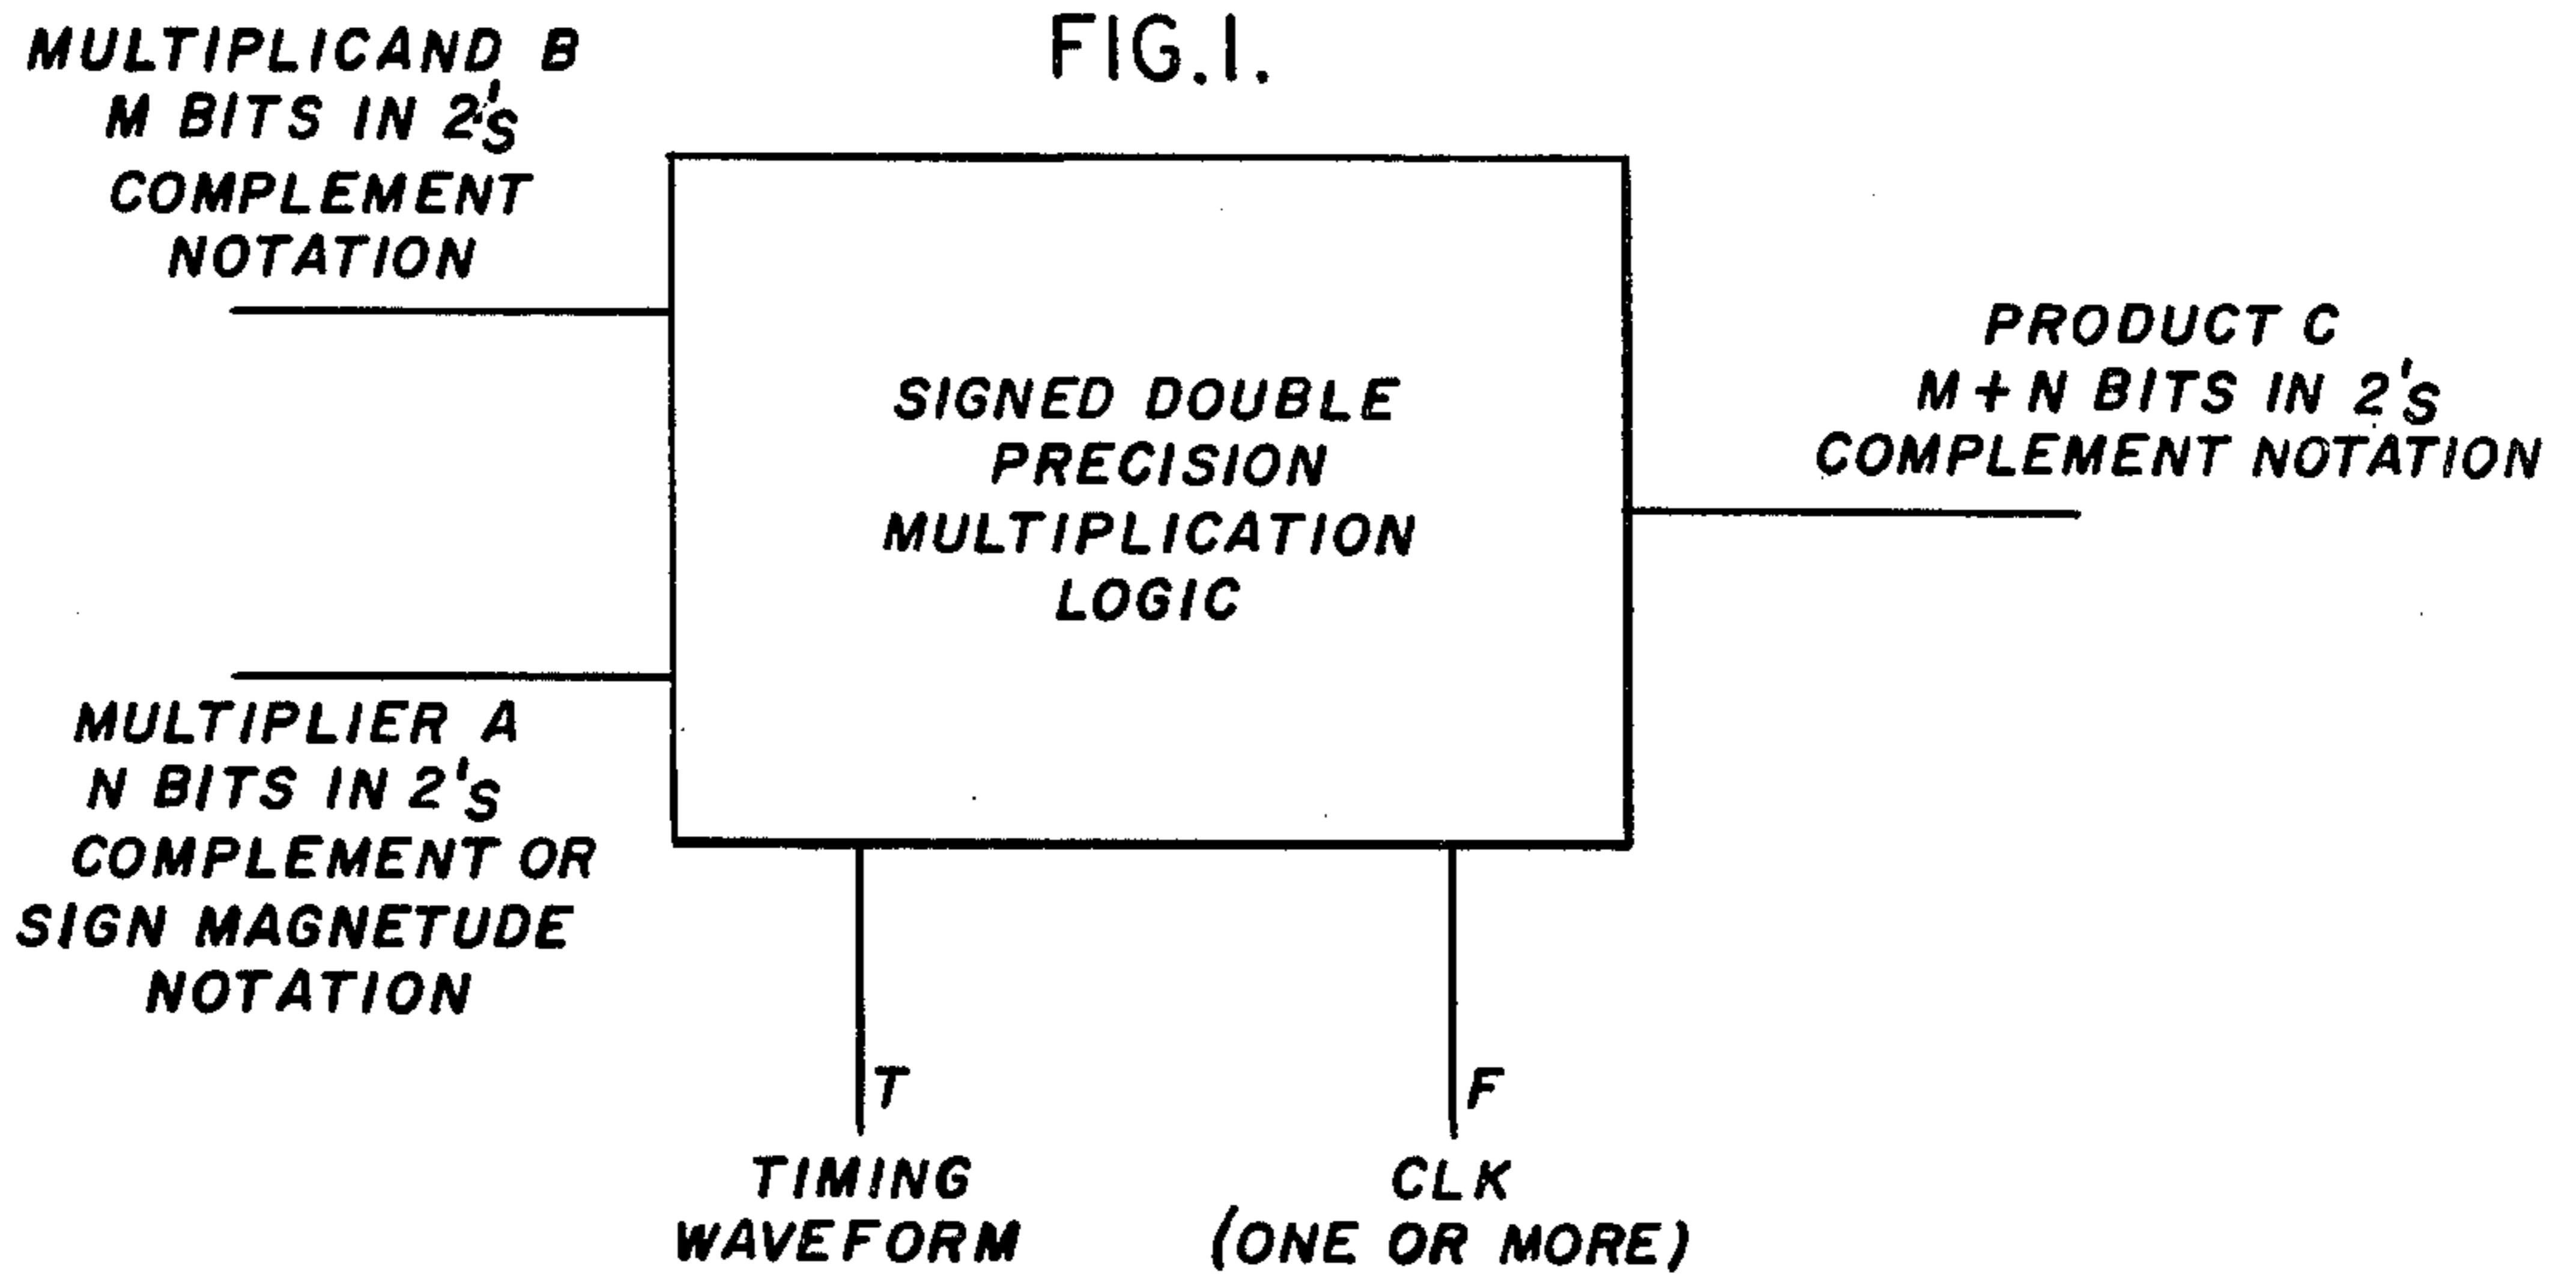 FIG.1.
MULTIPLICAND B
M BITS IN 2'S
COMPLEMENT
NOTATION
SIGNED DOUBLE
PRECISION
MULTIPLICATION
LOGIC
PRODUCT C
M + N BITS IN 2'S
COMPLEMENT NOTATION
MULTIPLIER A
N BITS IN 2'S
COMPLEMENT OR
SIGN MAGNETUDE
NOTATION
T
TIMING
WAVEFORM
F
CLK
(ONE OR MORE)